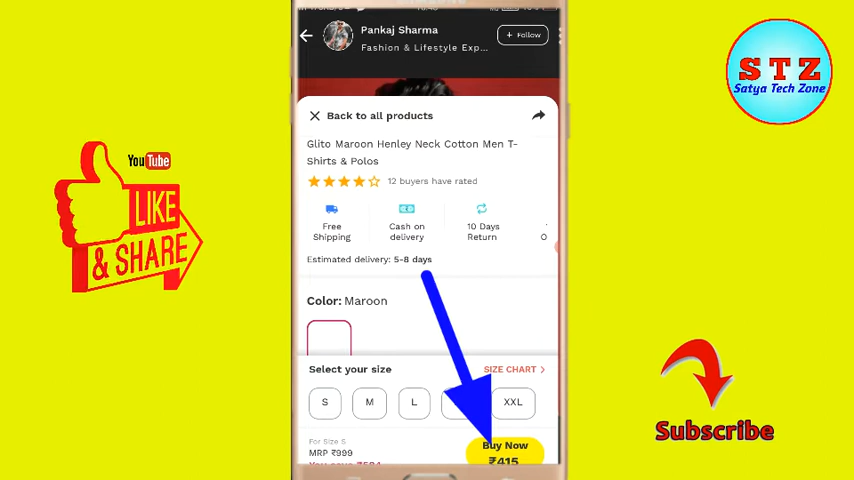 Pankaj Sharma
+ Follow
Fashion & Lifestyle Exp...
Back to all products
Glito Maroon Henley Neck Cotton Men T-
Shirts & Polos
12 buyers have rated
Free
Shipping
Cash on
delivery
10 Days
Return
Estimated delivery: 5-8 days
Color: Maroon
Select your size
SIZE CHART >
S
M
L
XXL
For Size S
MRP ₹999
Buy Now
₹415
You Tube
LIKE
& SHARE
S T Z
Satya Tech Zone
Subscribe